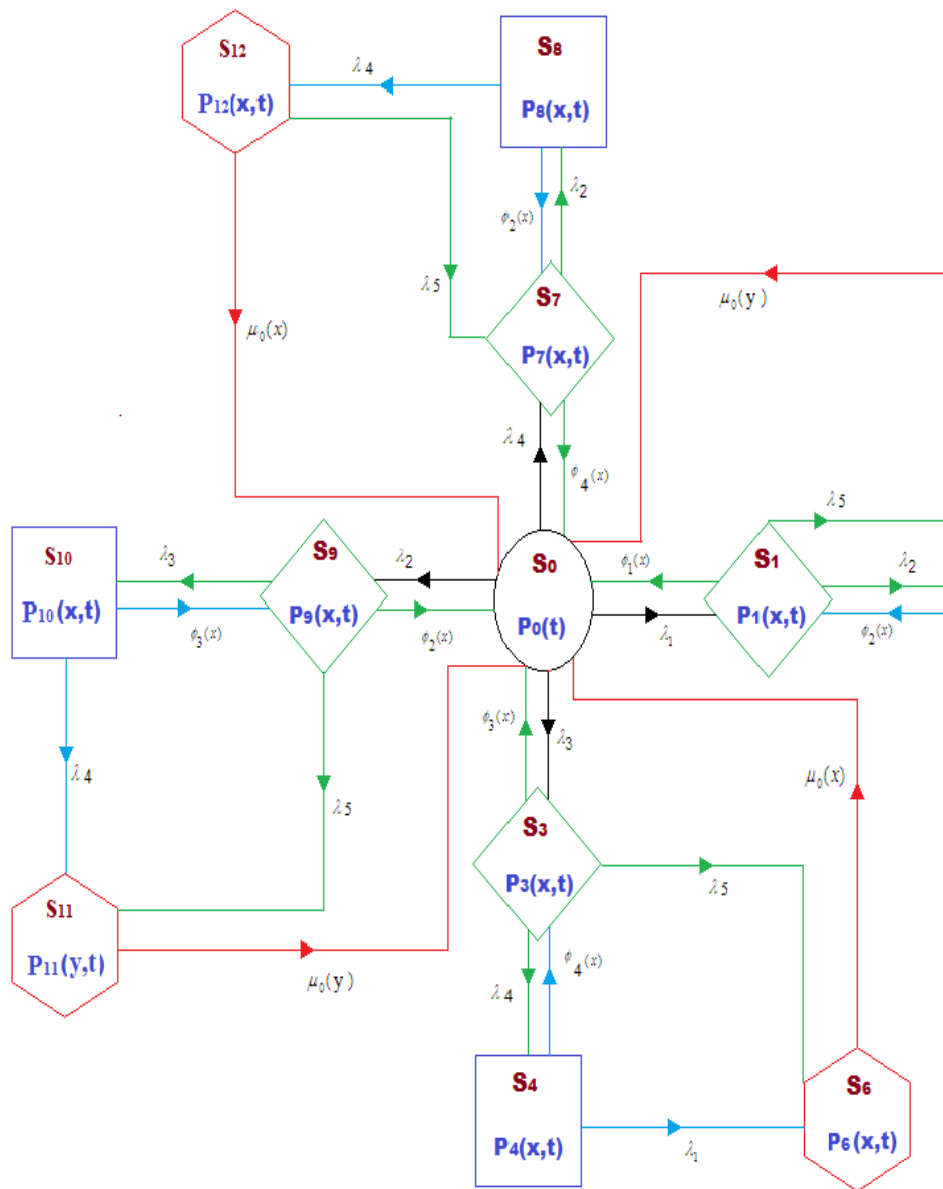 S12
P12(x,t)
λ4
S8
P8(x,t)
ϕ2(x)
λ2
λ5
μ0(x)
S7
P7(x,t)
μ0(y)
λ4
ϕ4(x)
λ5
S10
P10(x,t)
λ3
ϕ3(x)
S9
P9(x,t)
λ2
ϕ2(x)
S0
P0(t)
ϕ1(x)
λ1
S1
P1(x,t)
λ2
ϕ2(x)
ϕ3(x)
λ3
λ4
λ5
μ0(x)
S3
P3(x,t)
λ5
S11
P11(y,t)
μ0(y)
λ4
ϕ4(x)
S4
P4(x,t)
λ1
S6
P6(x,t)